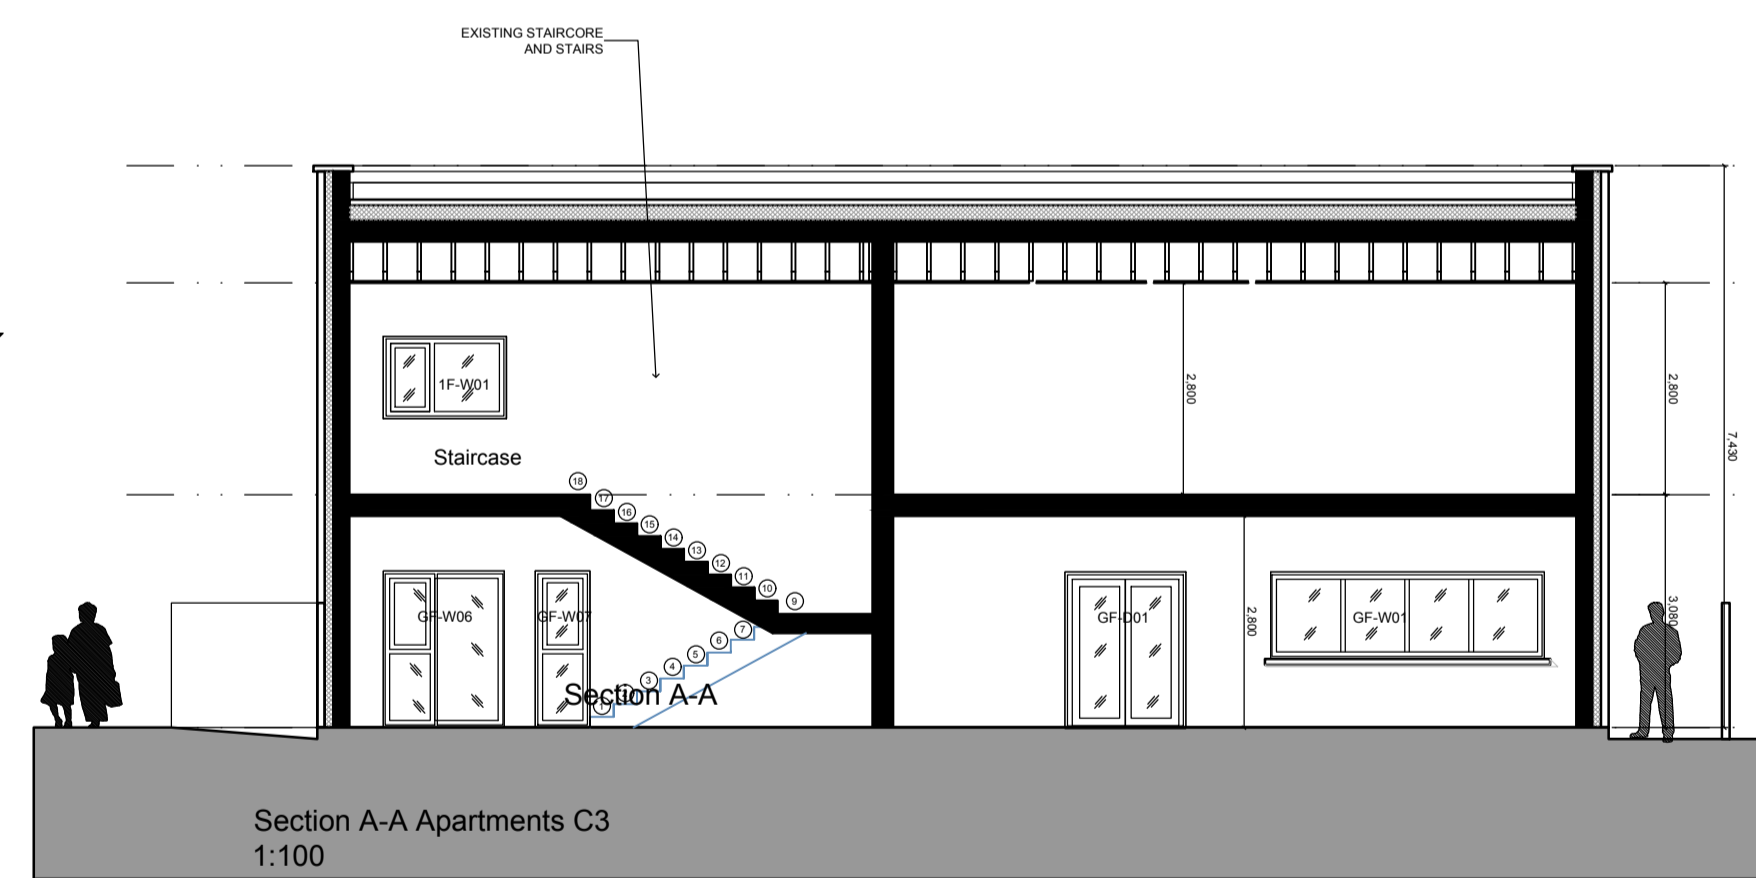 EXISTING STAIRCORE
AND STAIRS
1F-W01
Staircase
2,800
2,800
7,430
18
17
16
15
14
13
12
11
10
9
7
6
5
4
3
1
GF-W06
GF-W07
GF-D01
GF-W01
2,800
3,080
Section A-A
Section A-A Apartments C3
1:100